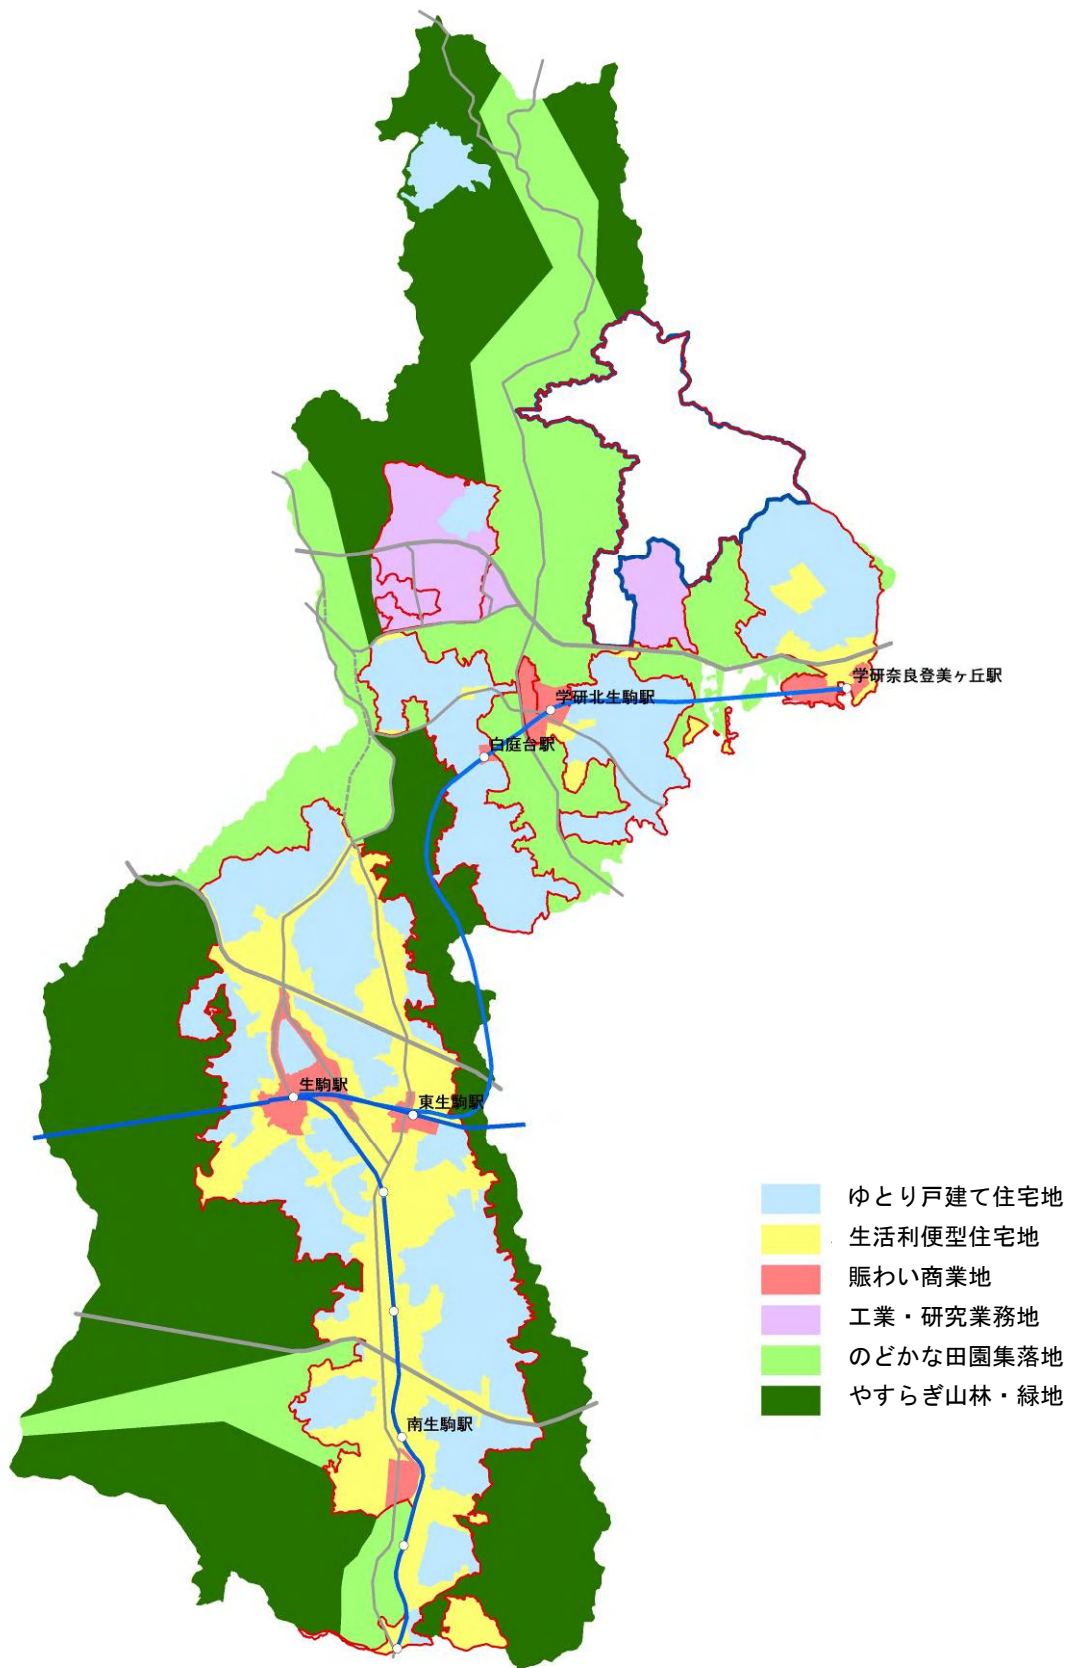 学研奈良登美ヶ丘駅
学研北生駒駅
白庭台駅
生駒駅
東生駒駅
南生駒駅
ゆとり戸建て住宅地
生活利便型住宅地
賑わい商業地
工業・研究業務地
のどかな田園集落地
やすらぎ山林・緑地